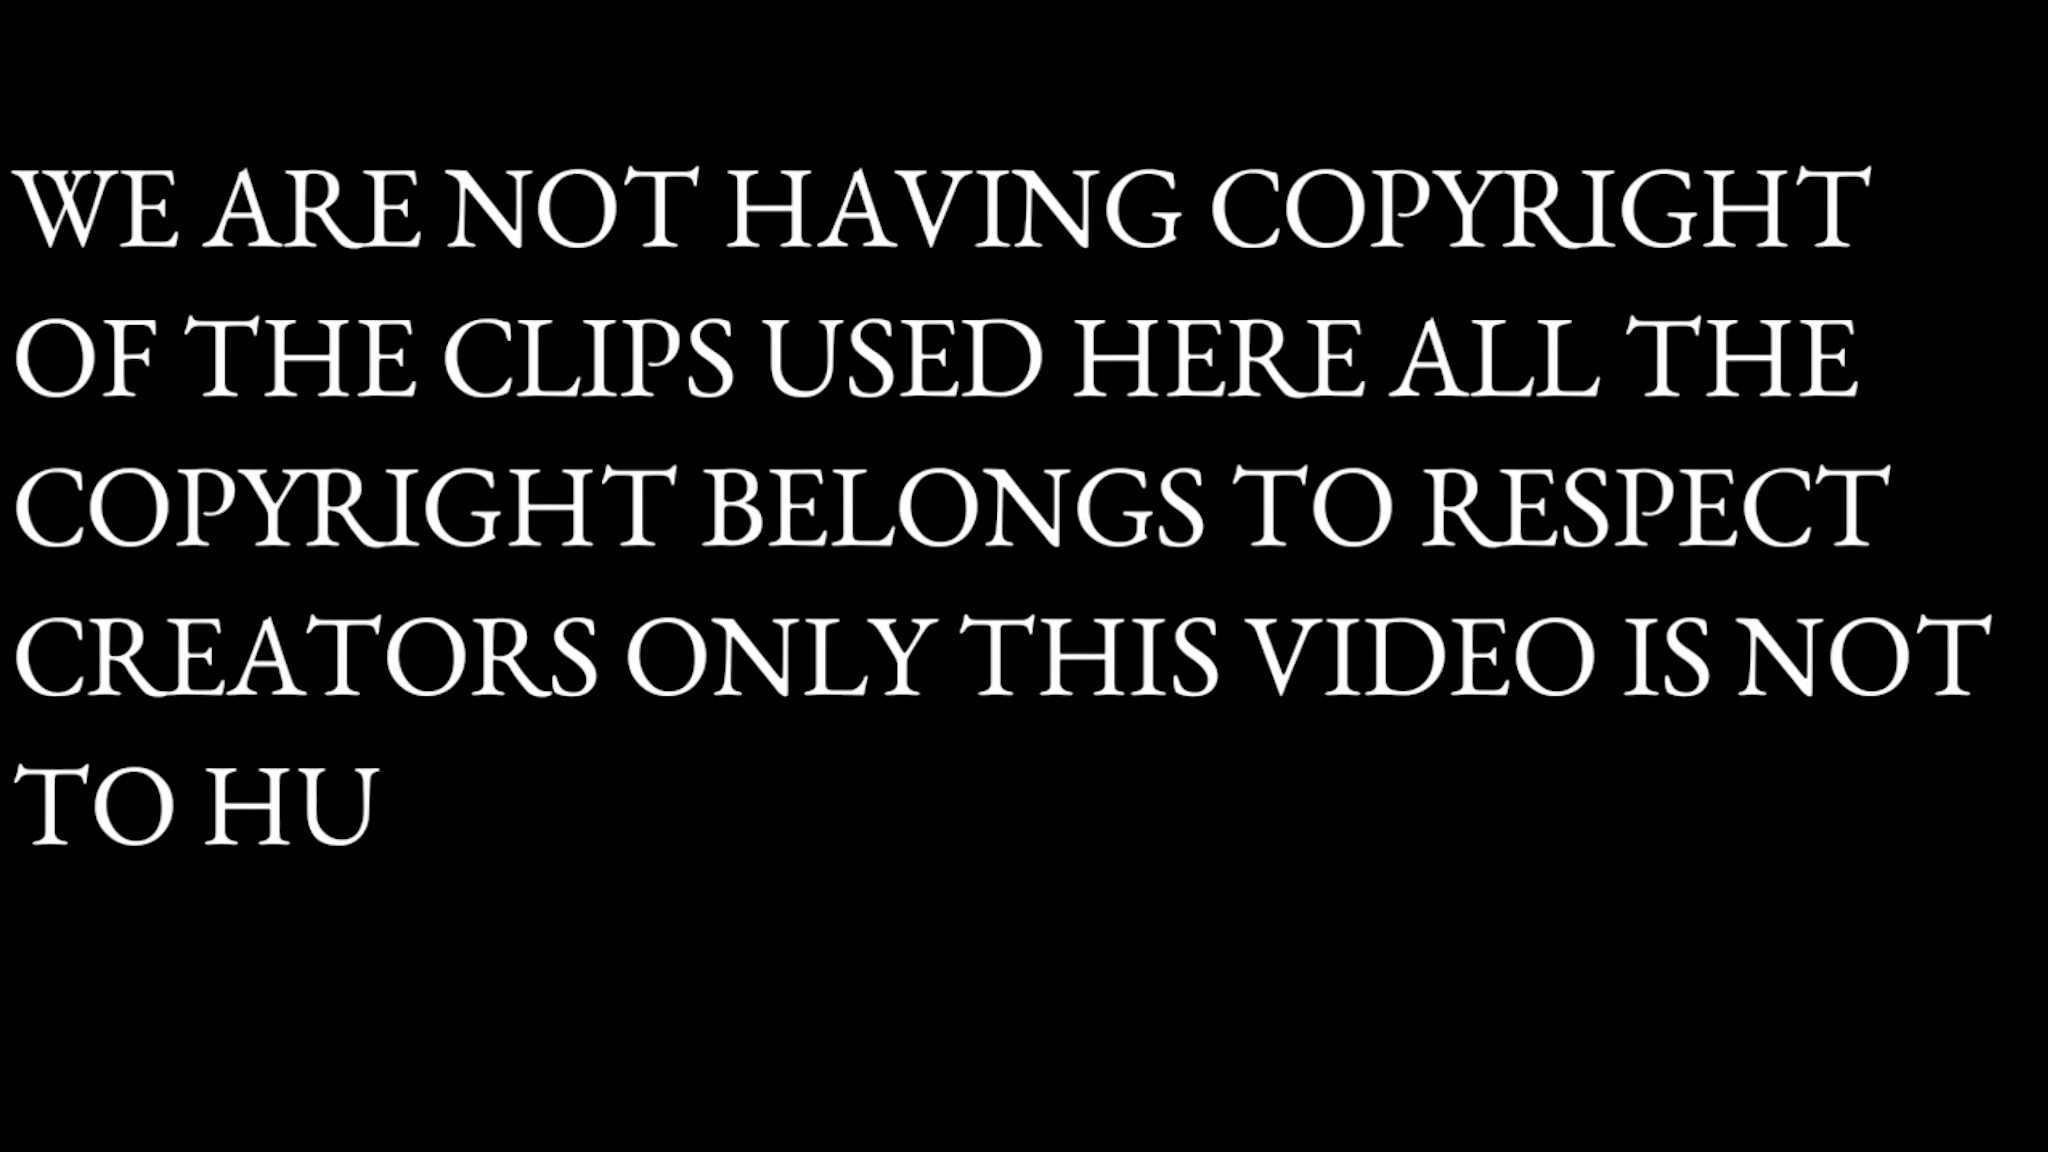 WE ARE NOT HAVING COPYRIGHT
OF THE CLIPS USED HERE ALL THE
COPYRIGHT BELONGS TO RESPECT
CREATORS ONLY THIS VIDEO IS NOT
TO HU